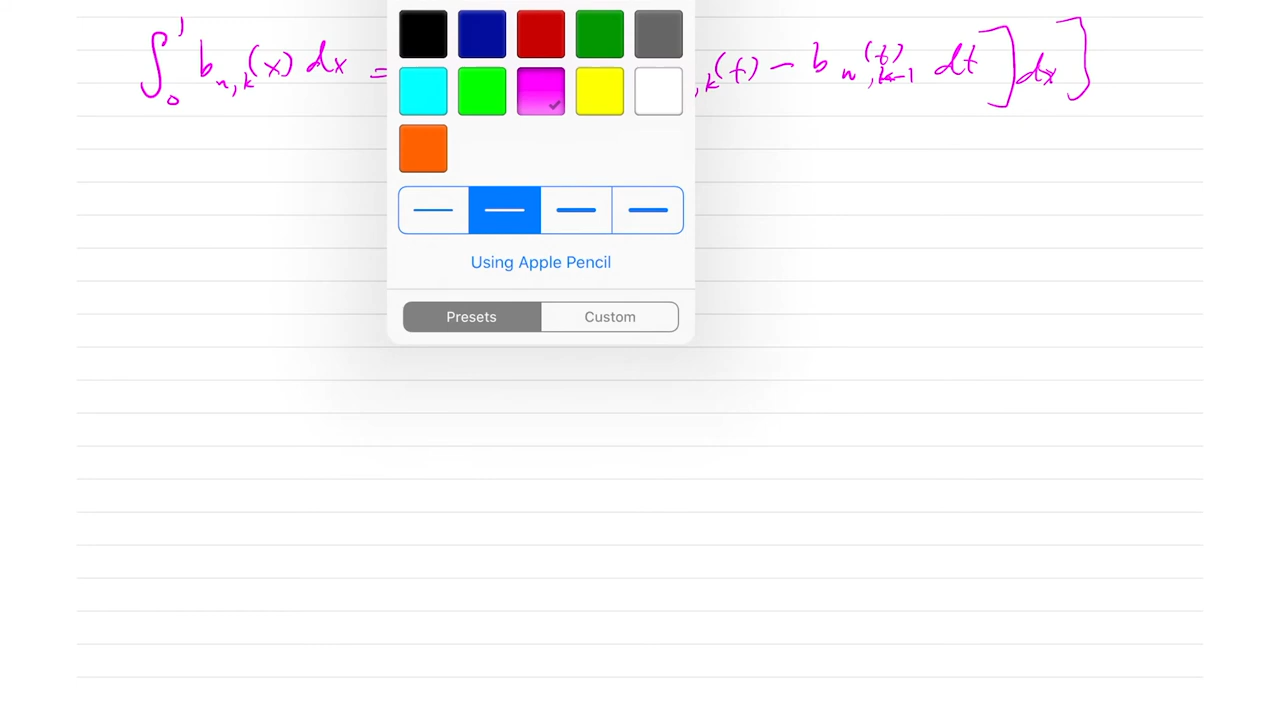 ∫₀¹ b_{n,k}(x) dx = ,k(t) − b_{n,k-1}(t) dt ] dx }
Using Apple Pencil
Presets Custom